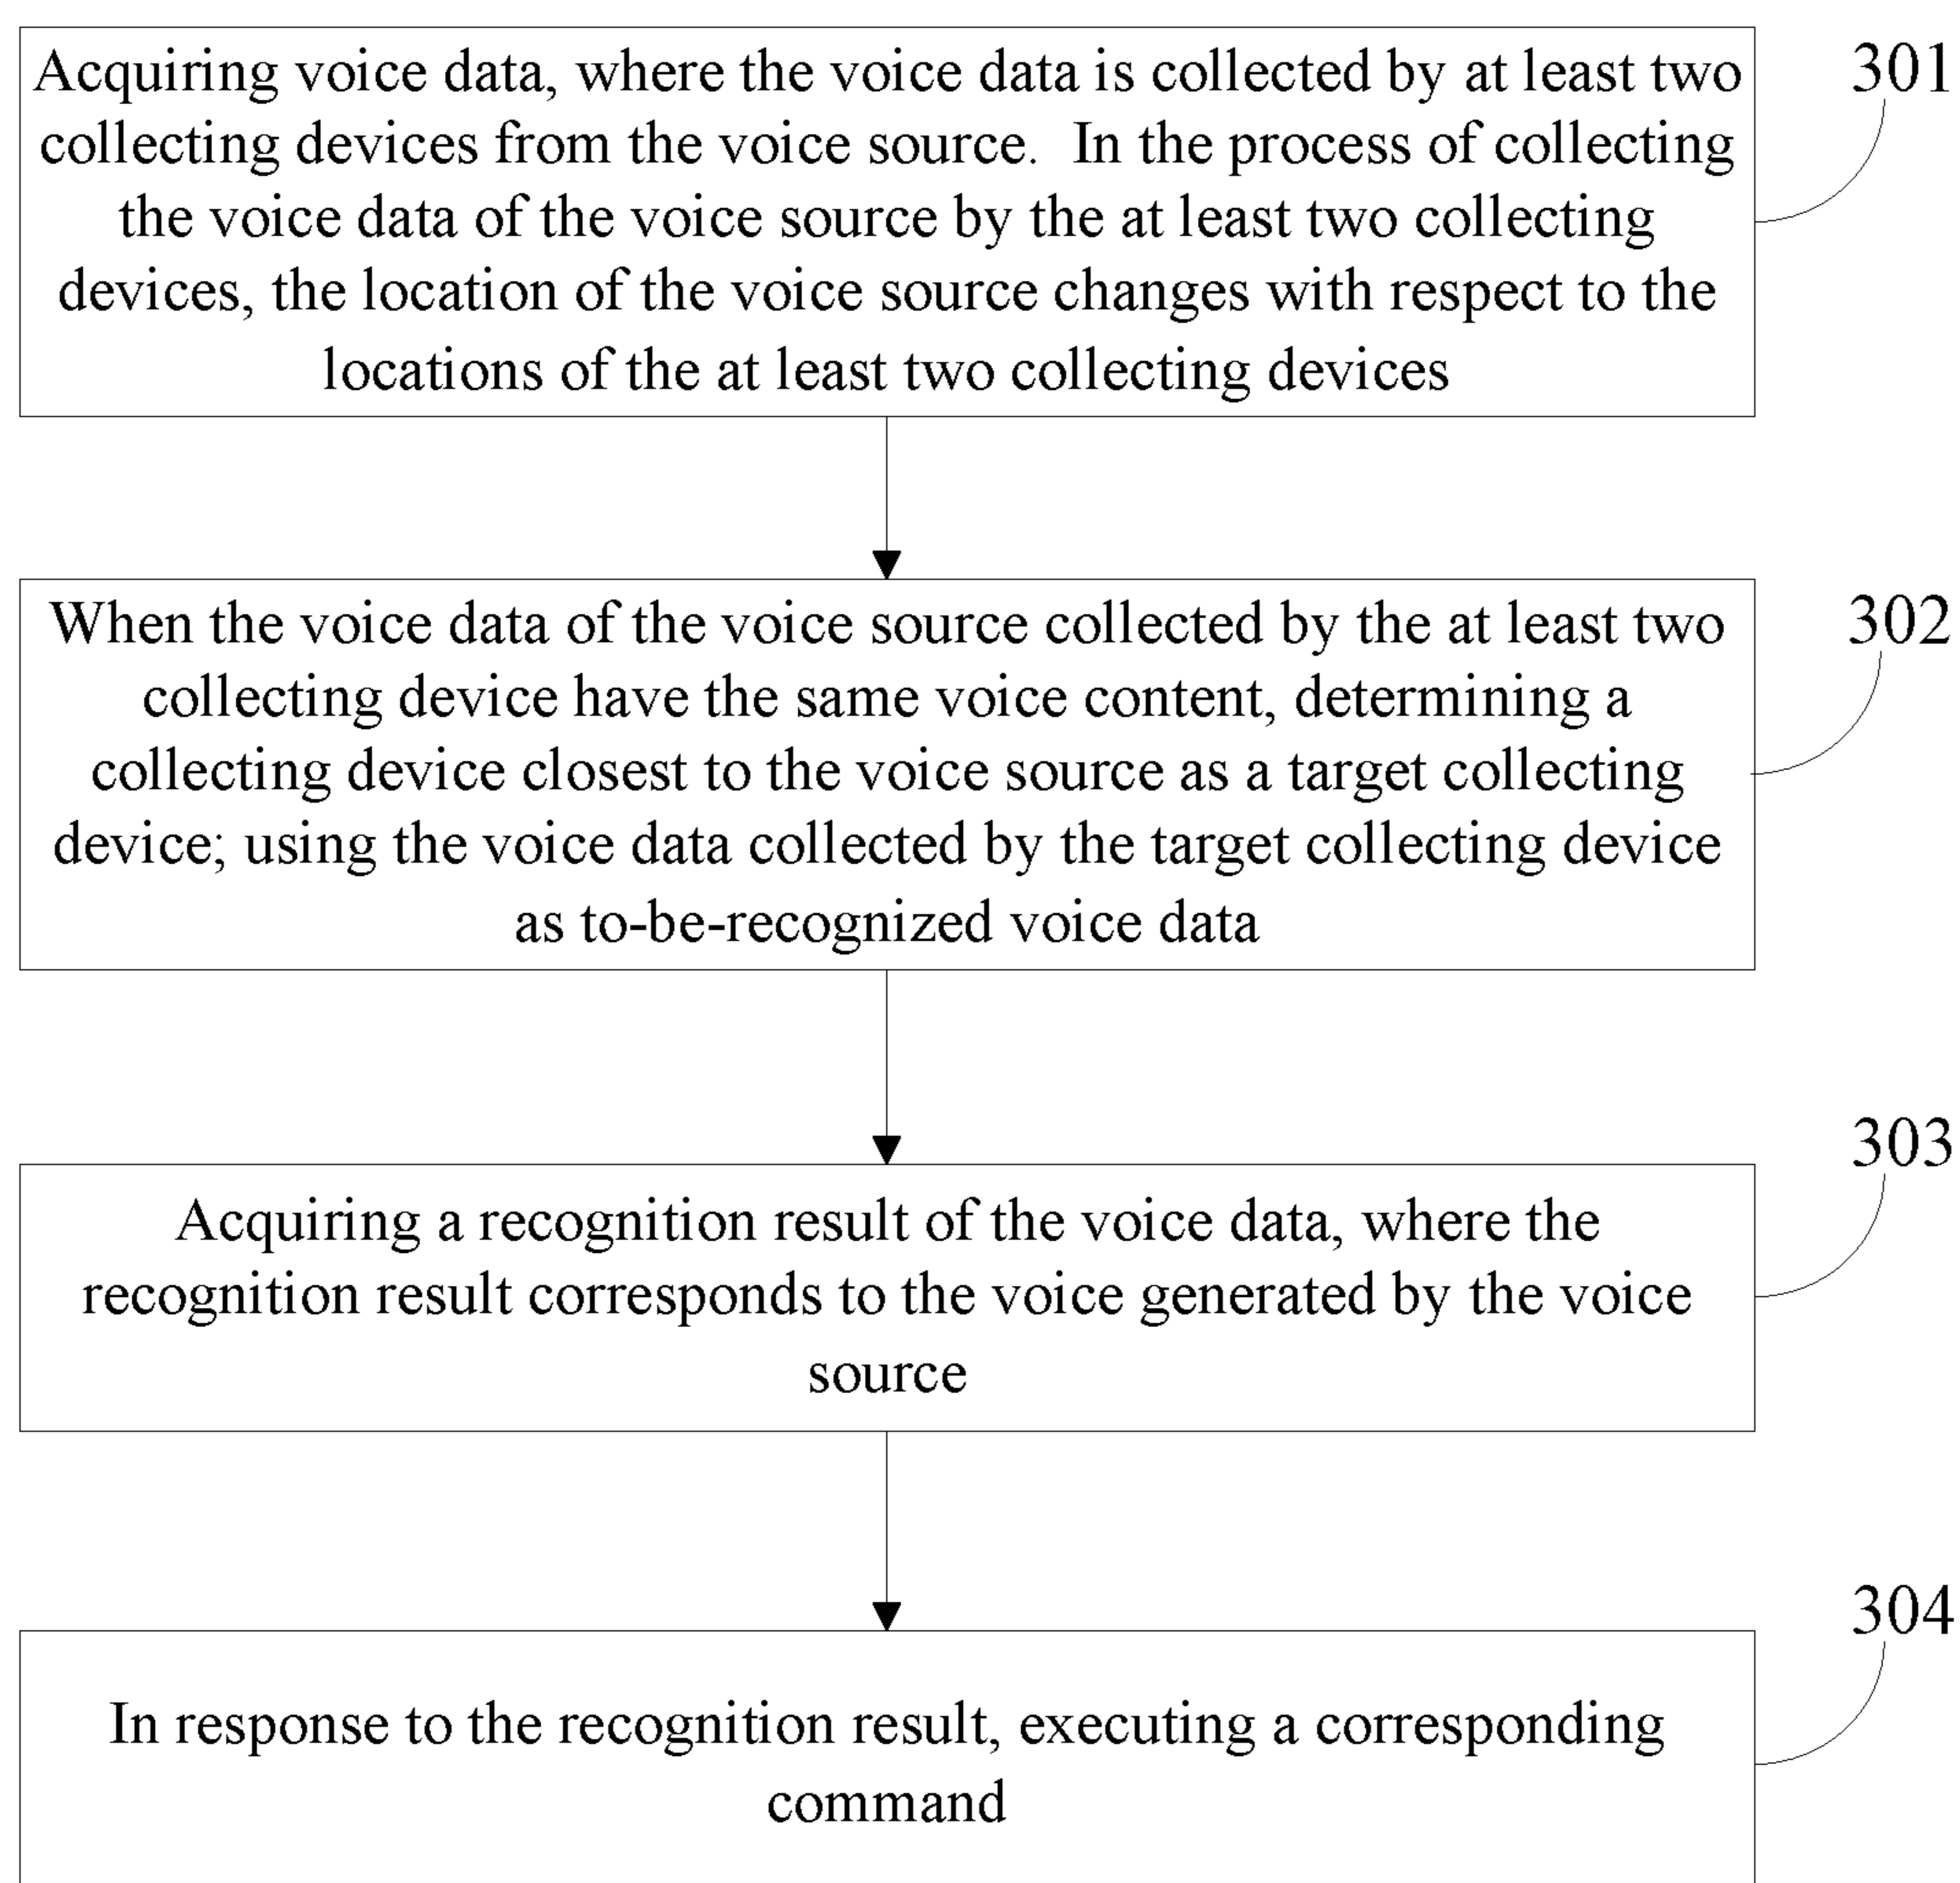 Acquiring voice data, where the voice data is collected by at least two
collecting devices from the voice source.  In the process of collecting
the voice data of the voice source by the at least two collecting
devices, the location of the voice source changes with respect to the
locations of the at least two collecting devices
301
When the voice data of the voice source collected by the at least two
collecting device have the same voice content, determining a
collecting device closest to the voice source as a target collecting
device; using the voice data collected by the target collecting device
as to-be-recognized voice data
302
Acquiring a recognition result of the voice data, where the
recognition result corresponds to the voice generated by the voice
source
303
In response to the recognition result, executing a corresponding
command
304